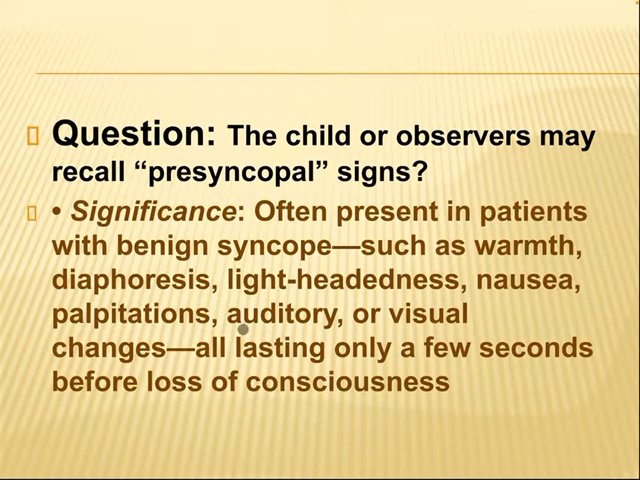 Question: The child or observers may
recall “presyncopal” signs?
• Significance: Often present in patients
with benign syncope—such as warmth,
diaphoresis, light-headedness, nausea,
palpitations, auditory, or visual
changes—all lasting only a few seconds
before loss of consciousness